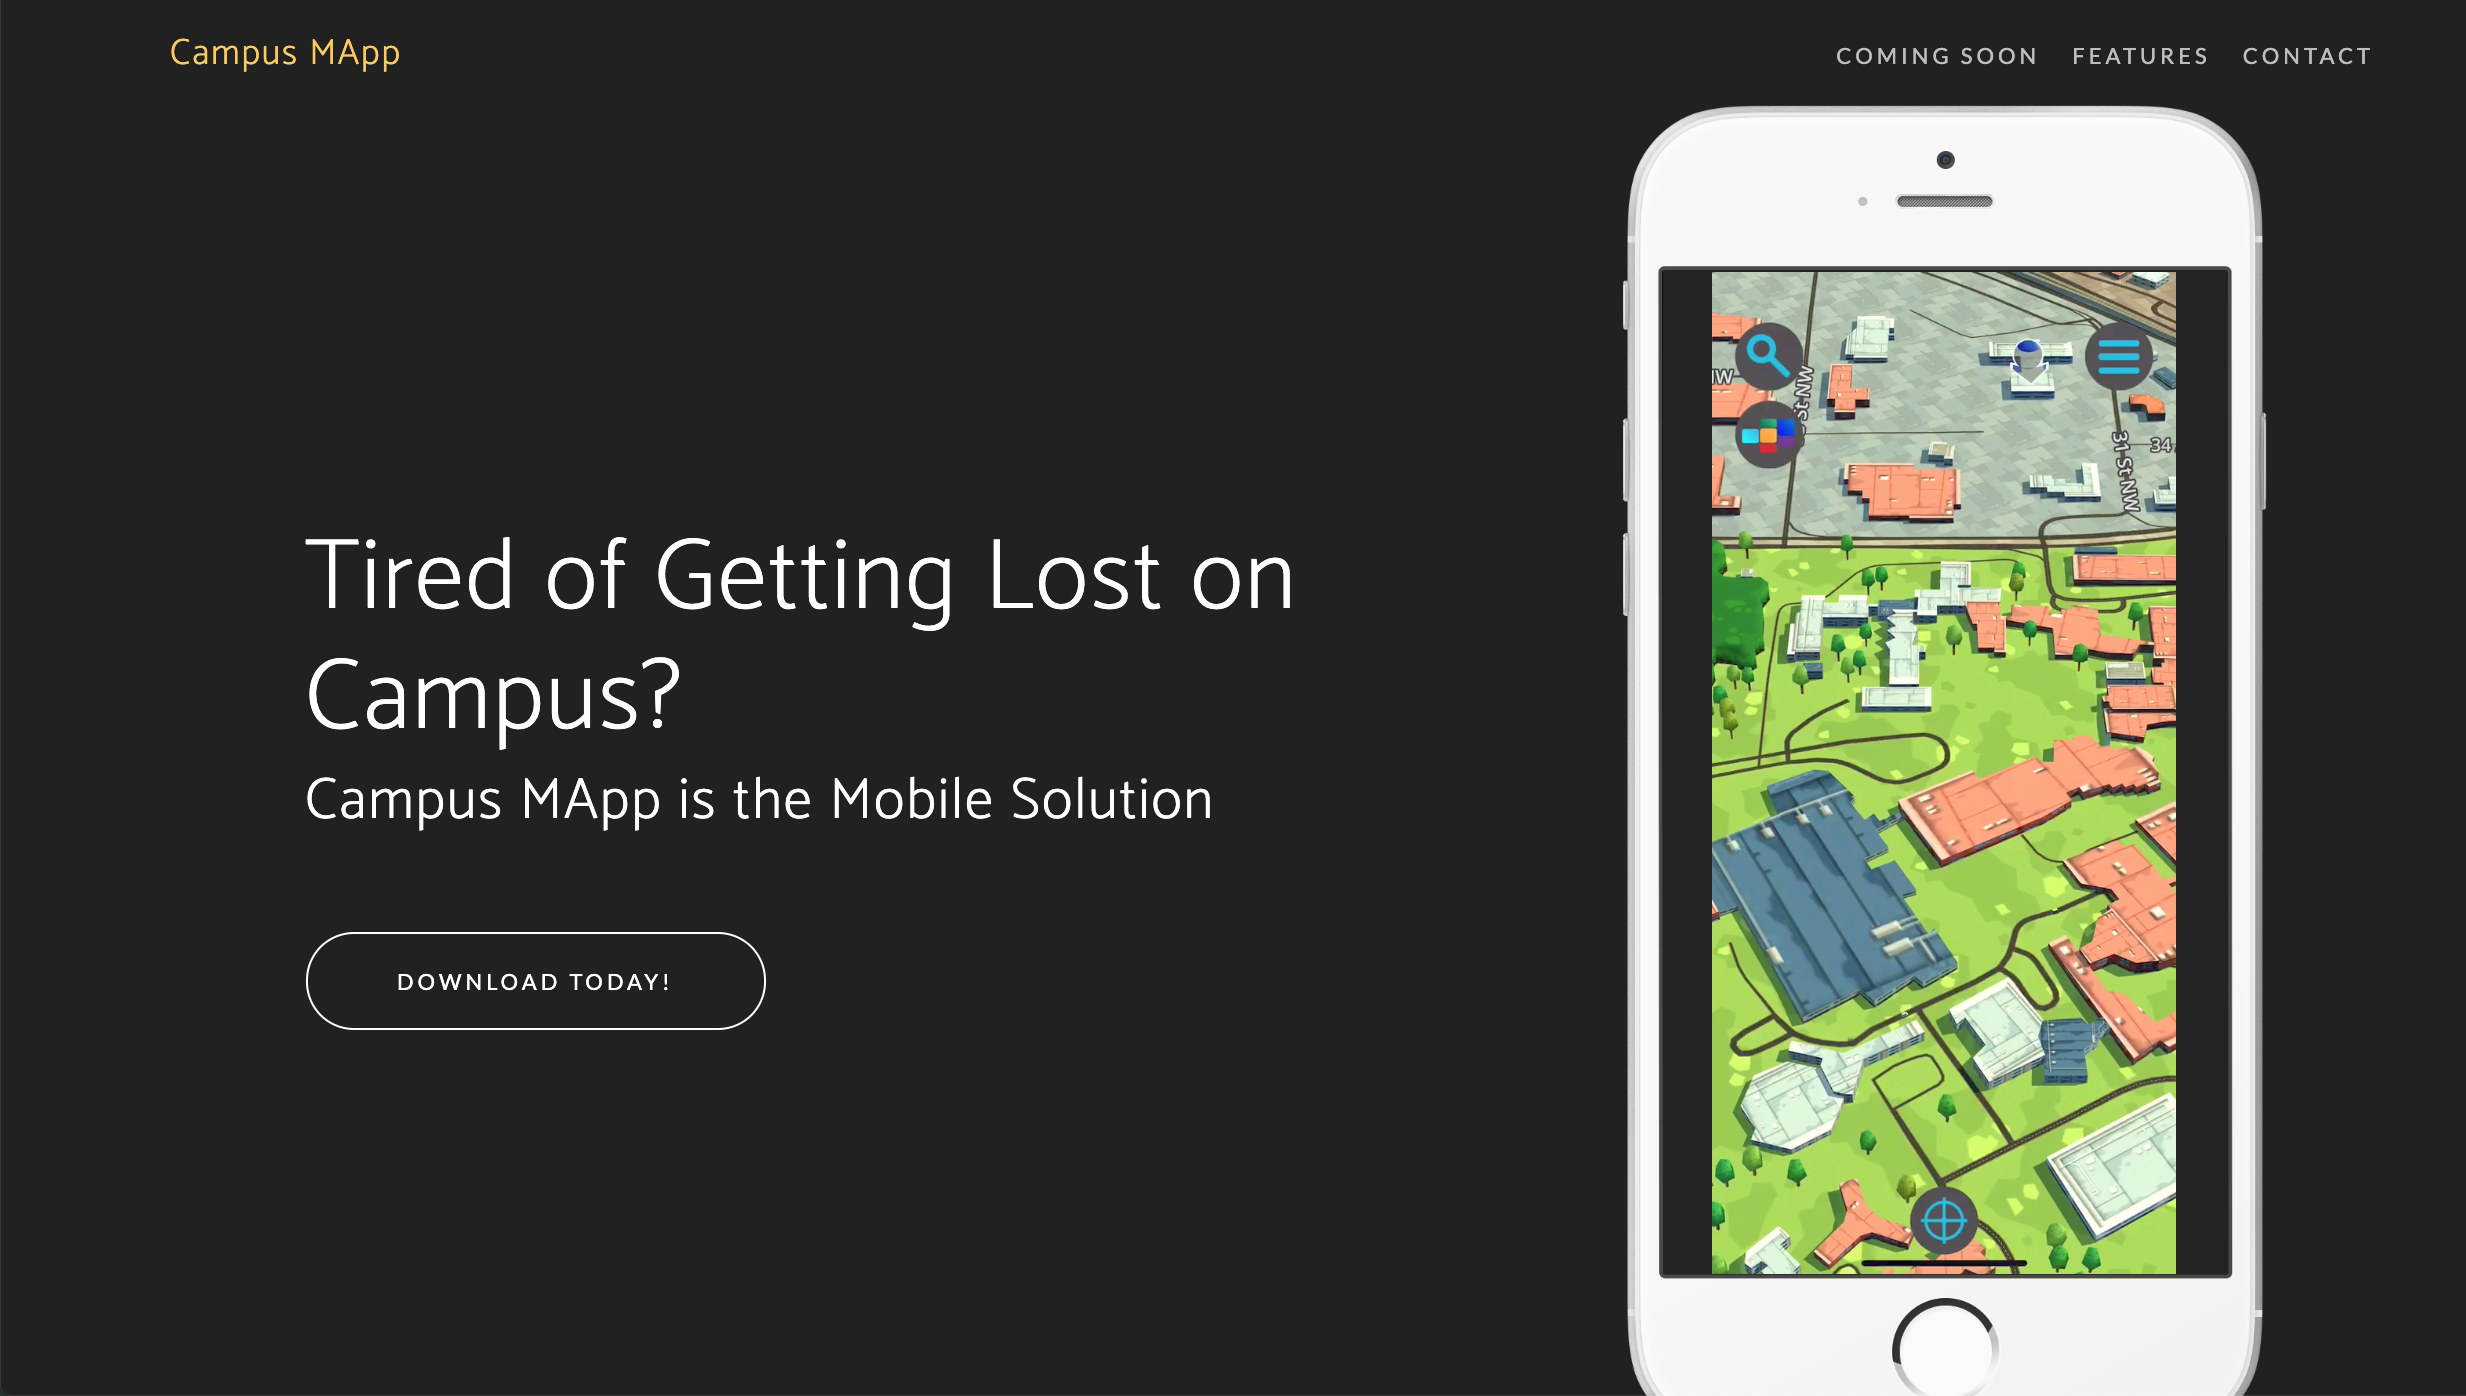 Campus MApp
COMING SOON FEATURES CONTACT
Tired of Getting Lost on
Campus?
Campus MApp is the Mobile Solution
DOWNLOAD TODAY!
NW
St NW
31 St NW
34